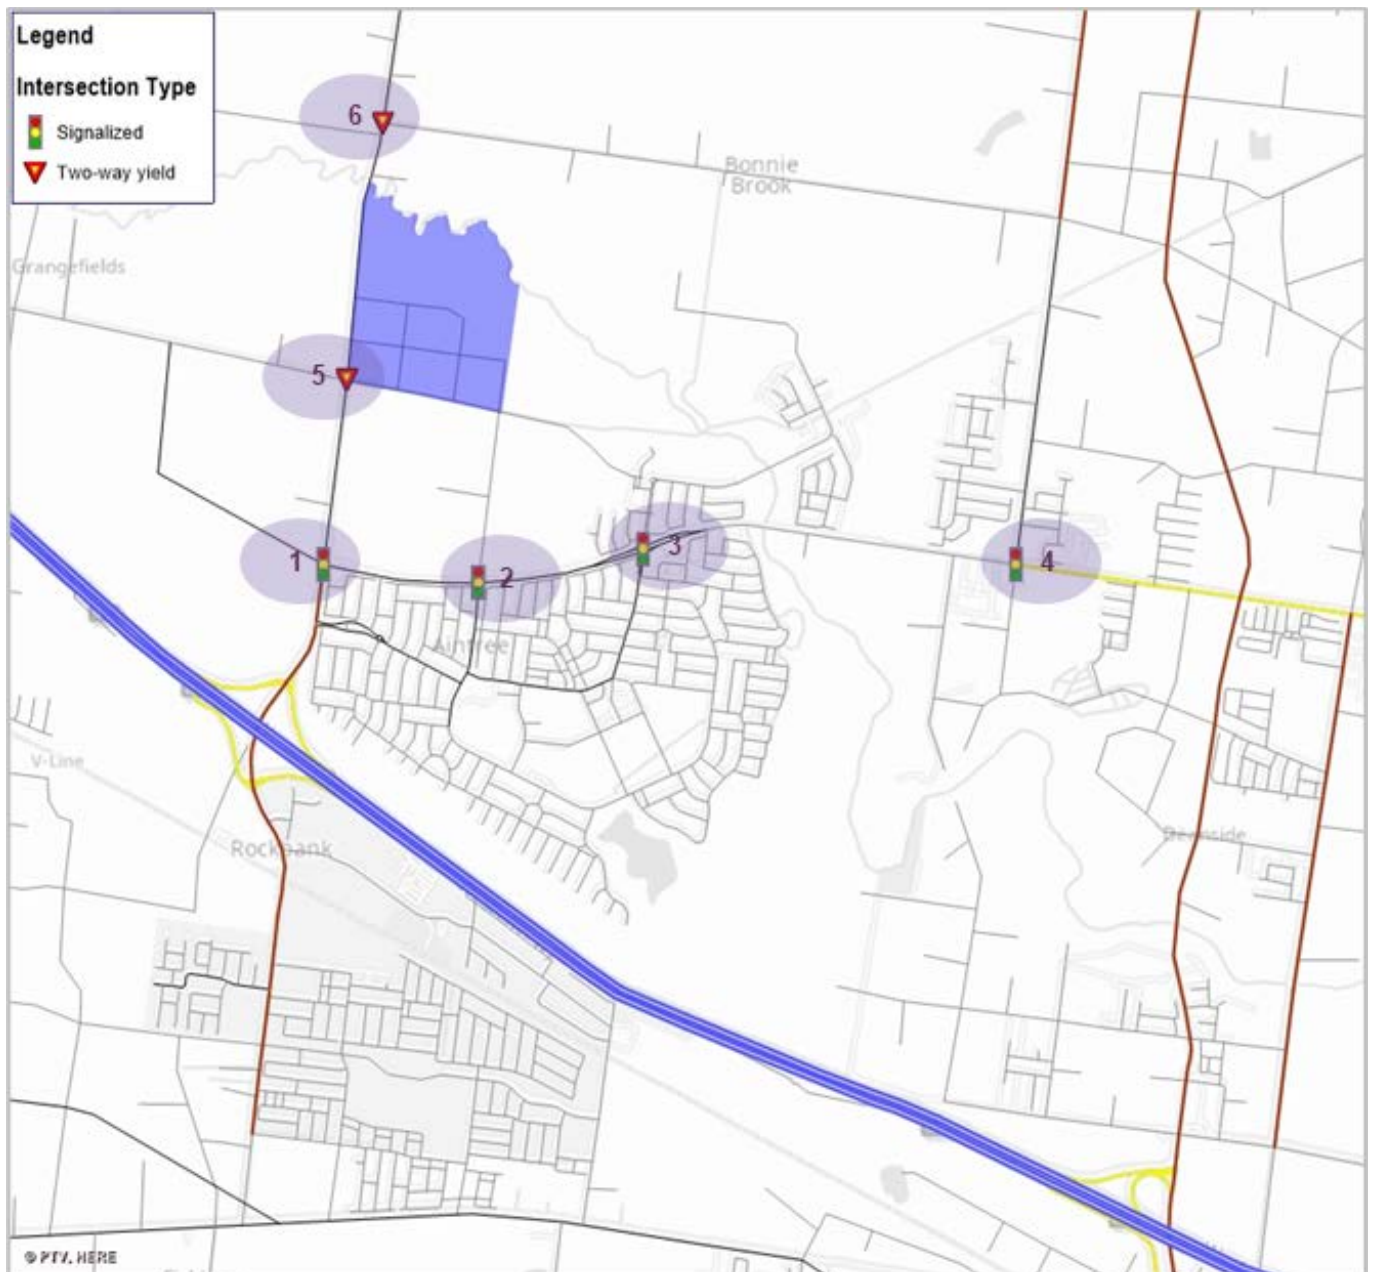 Legend
Intersection Type
Signalized
Two-way yield
6
Bonnie
Brook
Grangefields
5
1
2
3
4
Aintree
V-Line
Rockbank
Deanside
© PTV, HERE